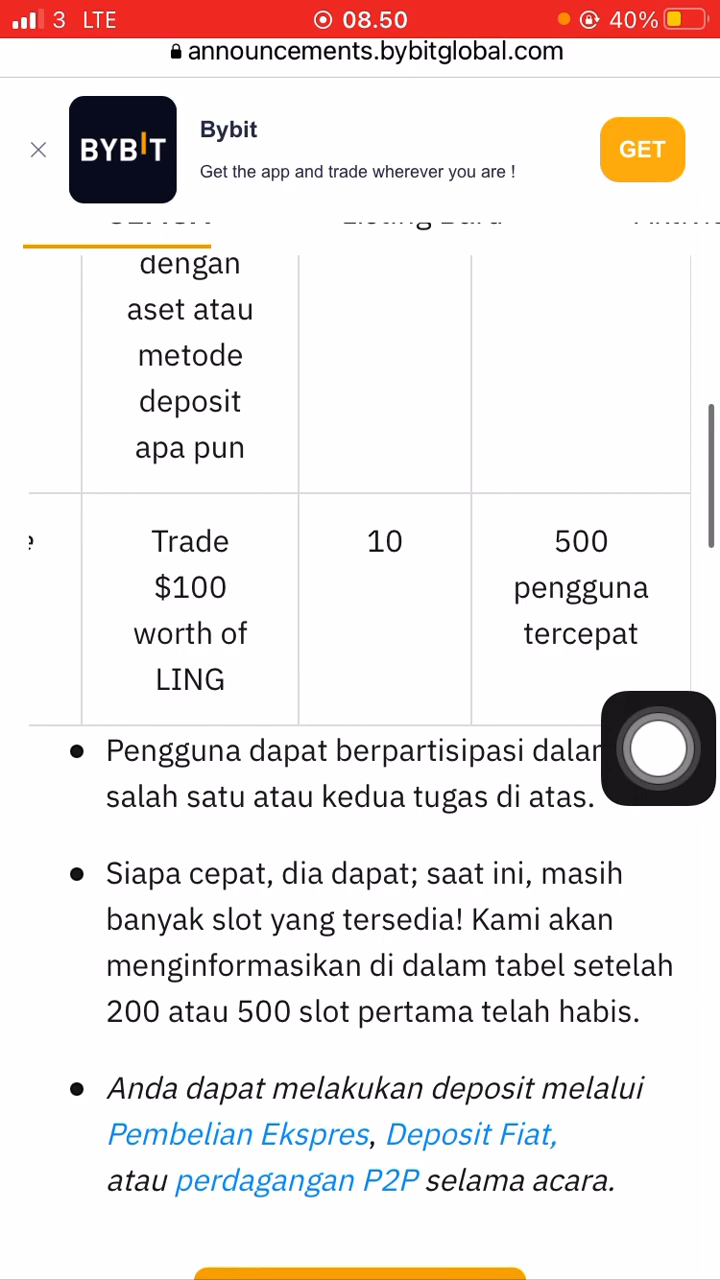 3 LTE 08.50 40%
announcements.bybitglobal.com
BYBIT
Bybit
Get the app and trade wherever you are !
GET
dengan
aset atau
metode
deposit
apa pun
Trade
$100
worth of
LING
10
500
pengguna
tercepat
Pengguna dapat berpartisipasi
salah satu atau kedua tugas di atas.
Siapa cepat, dia dapat; saat ini, masih
banyak slot yang tersedia! Kami akan
menginformasikan di dalam tabel setelah
200 atau 500 slot pertama telah habis.
Anda dapat melakukan deposit melalui
Pembelian Ekspres, Deposit Fiat,
atau perdagangan P2P selama acara.